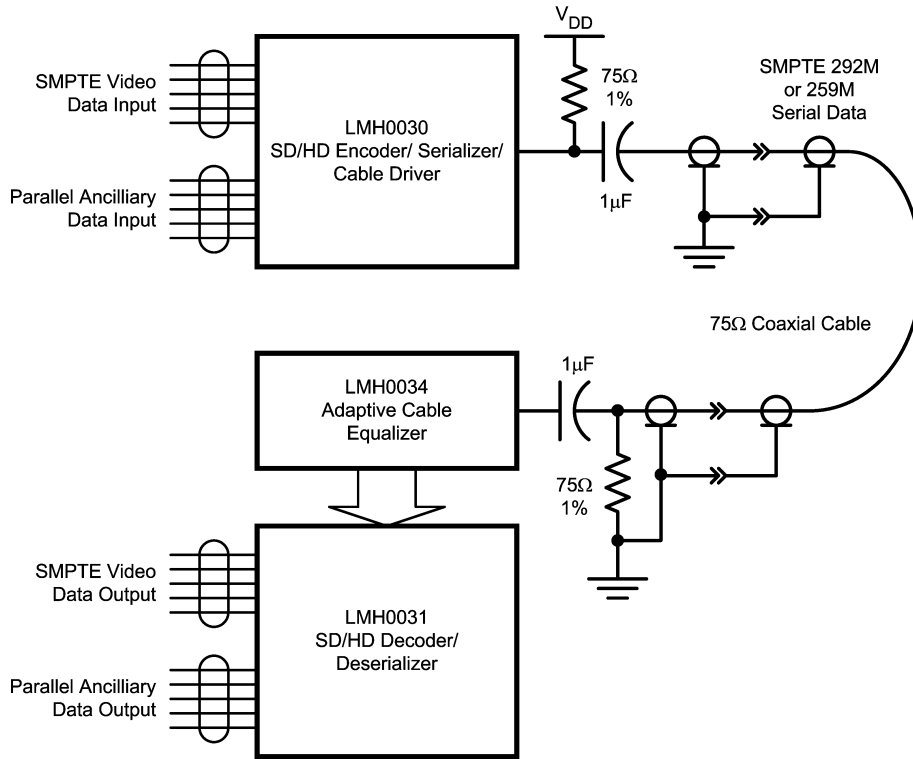 VDD
SMPTE Video
Data Input
75Ω
1%
SMPTE 292M
or 259M
Serial Data
LMH0030
SD/HD Encoder/ Serializer/
Cable Driver
Parallel Ancilliary
Data Input
1μF
75Ω Coaxial Cable
1μF
LMH0034
Adaptive Cable
Equalizer
75Ω
1%
SMPTE Video
Data Output
LMH0031
SD/HD Decoder/
Deserializer
Parallel Ancilliary
Data Output